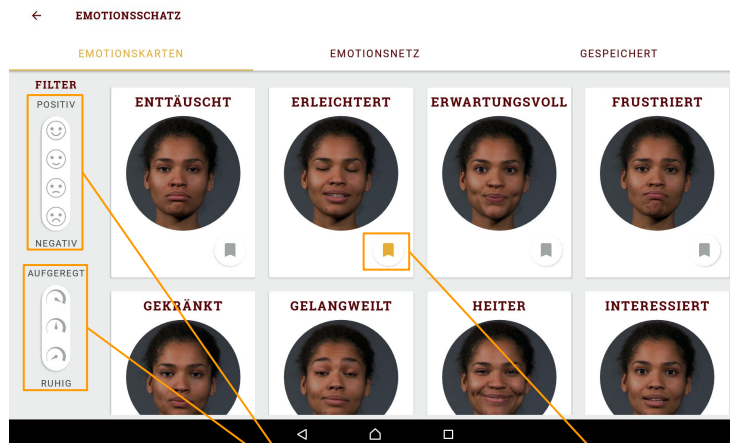 EMOTIONSSCHATZ
EMOTIONSKARTEN
EMOTIONSNETZ
GESPEICHERT
FILTER
POSITIV
NEGATIV
AUFGEREGT
RUHIG
ENTTÄUSCHT
ERLEICHTERT
ERWARTUNGSVOLL
FRUSTRIERT
GEKRÄNKT
GELANGWEILT
HEITER
INTERESSIERT